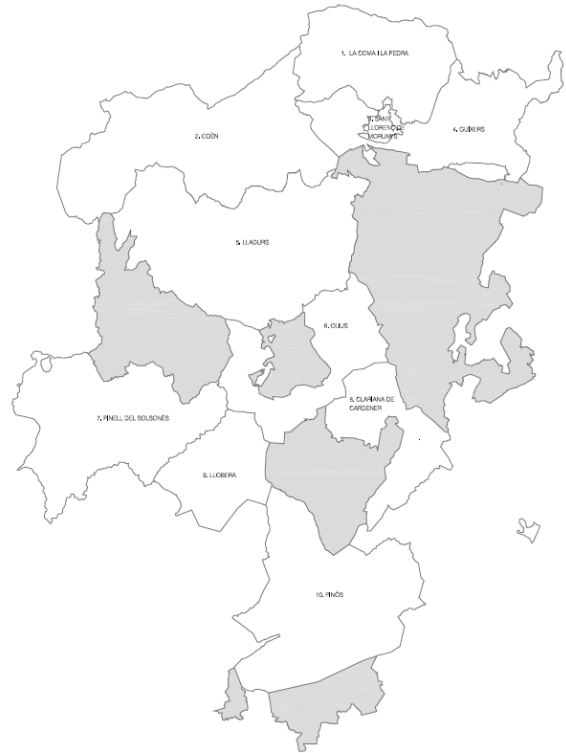 1. LA COMA I LA PEDRA
3. SANT
LLORENÇ DE
MORUNYS
4. GUIXERS
2. ODÈN
5. LLADURS
6. OLIUS
8. CLARIANA DE
CARDENER
7. PINELL DEL SOLSONÈS
9. LLOBERA
10. PINÓS